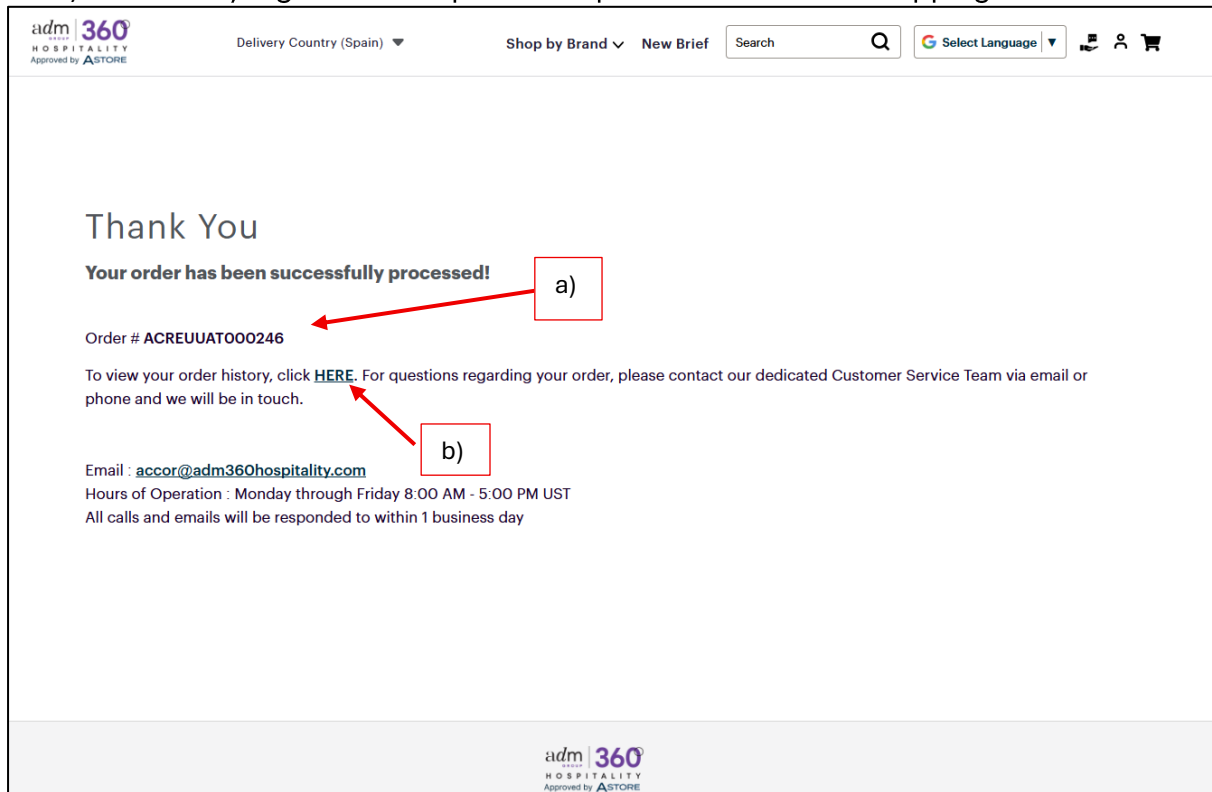 adm 360
GROUP
HOSPITALITY
Approved by ASTORE
Delivery Country (Spain)
Shop by Brand
New Brief
Search
G Select Language
Thank You
Your order has been successfully processed!
a)
Order # ACREUUAT000246
To view your order history, click HERE. For questions regarding your order, please contact our dedicated Customer Service Team via email or
phone and we will be in touch.
b)
Email : accor@adm360hospitality.com
Hours of Operation : Monday through Friday 8:00 AM - 5:00 PM UST
All calls and emails will be responded to within 1 business day
adm 360
GROUP
HOSPITALITY
Approved by ASTORE